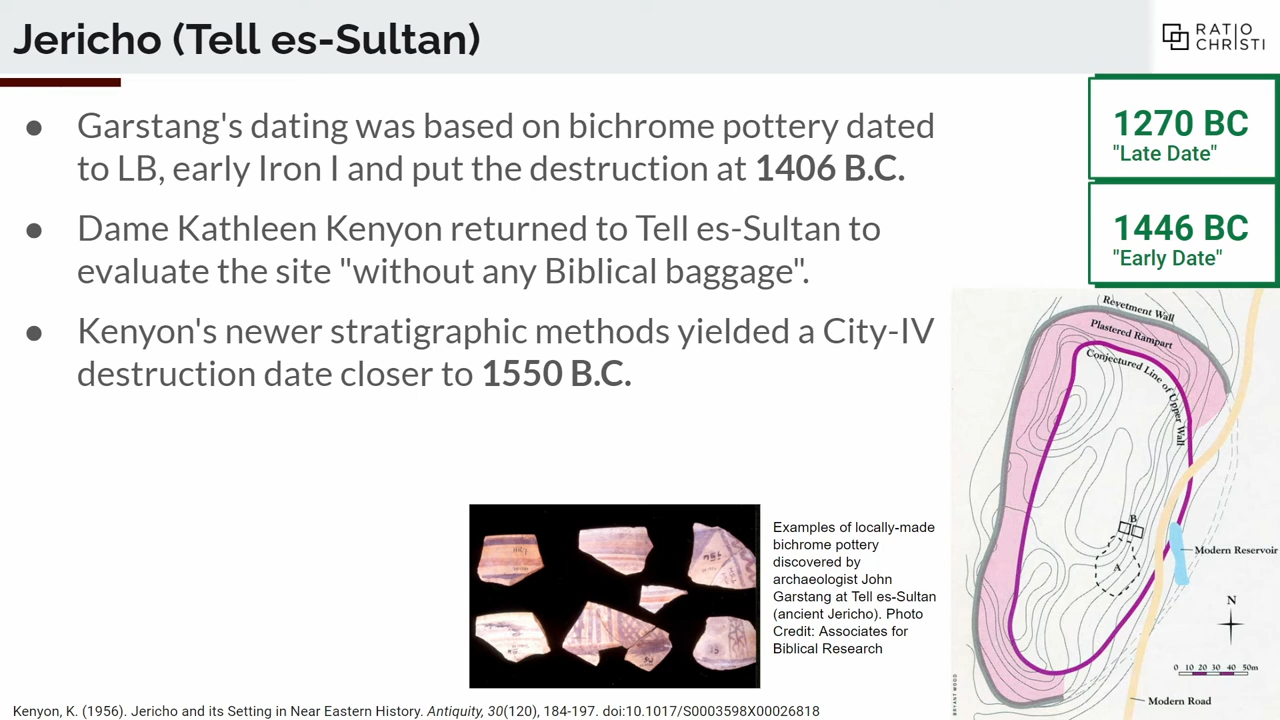 Jericho (Tell es-Sultan)
RATIO
CHRISTI
1270 BC
"Late Date"
1446 BC
"Early Date"
● Garstang's dating was based on bichrome pottery dated
to LB, early Iron I and put the destruction at 1406 B.C.
● Dame Kathleen Kenyon returned to Tell es-Sultan to
evaluate the site "without any Biblical baggage".
● Kenyon's newer stratigraphic methods yielded a City-IV
destruction date closer to 1550 B.C.
Revetment Wall
Plastered Rampart
Conjectured Line of Upper Wall
B
A
Modern Reservoir
N
0 10 20 30 40 50m
Modern Road
BRYANT WOOD
Examples of locally-made
bichrome pottery
discovered by
archaeologist John
Garstang at Tell es-Sultan
(ancient Jericho). Photo
Credit: Associates for
Biblical Research
Kenyon, K. (1956). Jericho and its Setting in Near Eastern History. Antiquity, 30(120), 184-197. doi:10.1017/S0003598X00026818